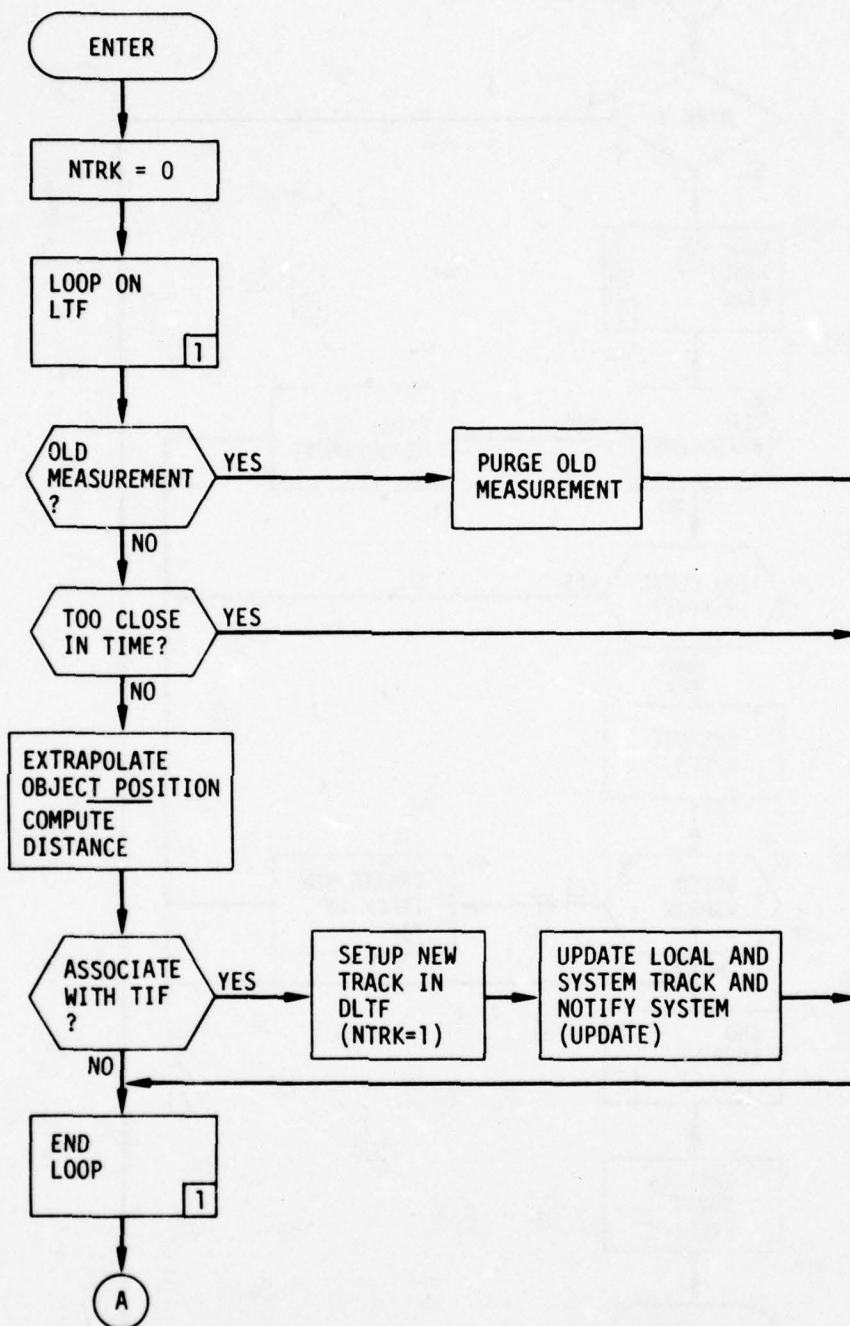 ENTER
NTRK = 0
LOOP ON
LTF
1
OLD
MEASUREMENT
?
YES
PURGE OLD
MEASUREMENT
NO
TOO CLOSE
IN TIME?
YES
NO
EXTRAPOLATE
OBJECT POSITION
COMPUTE
DISTANCE
ASSOCIATE
WITH TIF
?
YES
SETUP NEW
TRACK IN
DLTF
(NTRK=1)
UPDATE LOCAL AND
SYSTEM TRACK AND
NOTIFY SYSTEM
(UPDATE)
NO
END
LOOP
1
A